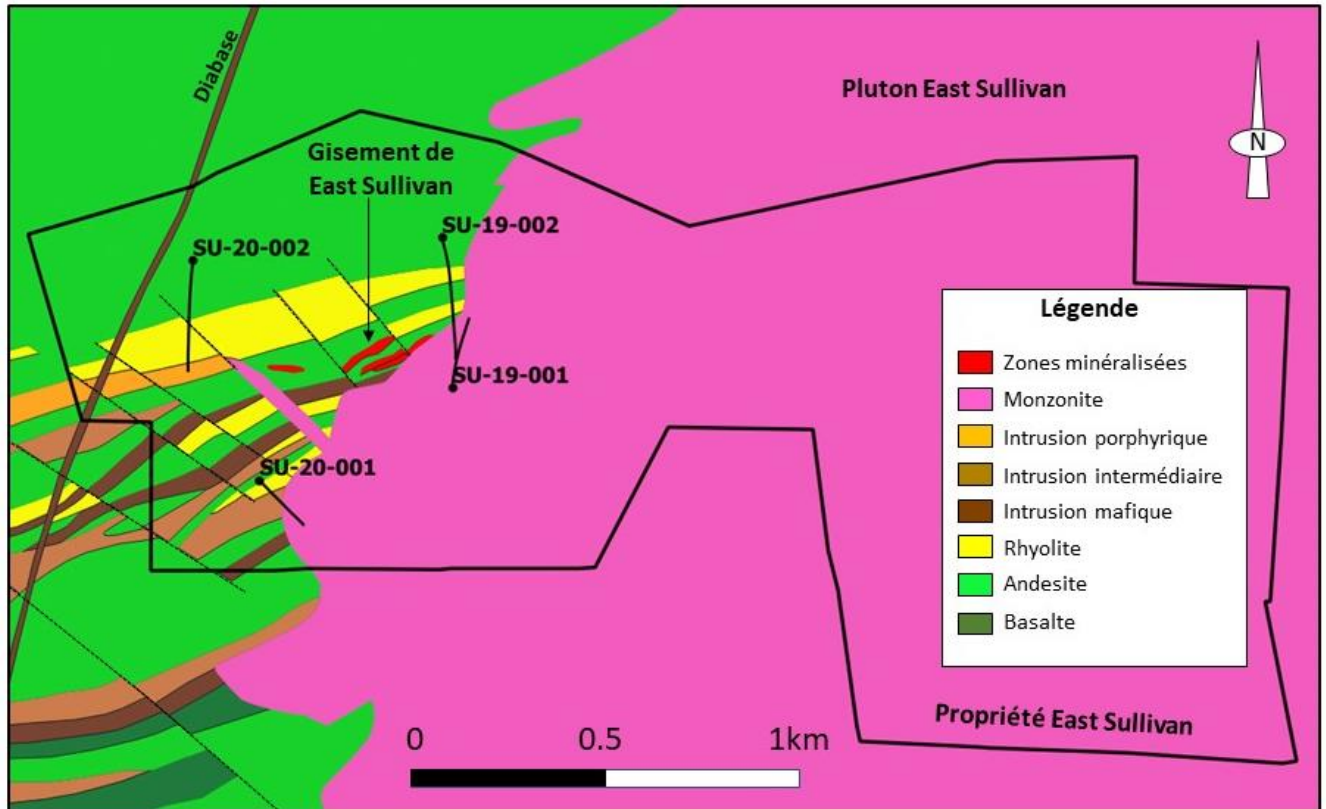 Diabase
Pluton East Sullivan
N
Gisement de
East Sullivan
SU-19-002
SU-20-002
SU-19-001
SU-20-001
Légende
Zones minéralisées
Monzonite
Intrusion porphyrique
Intrusion intermédiaire
Intrusion mafique
Rhyolite
Andesite
Basalte
Propriété East Sullivan
0 0.5 1km